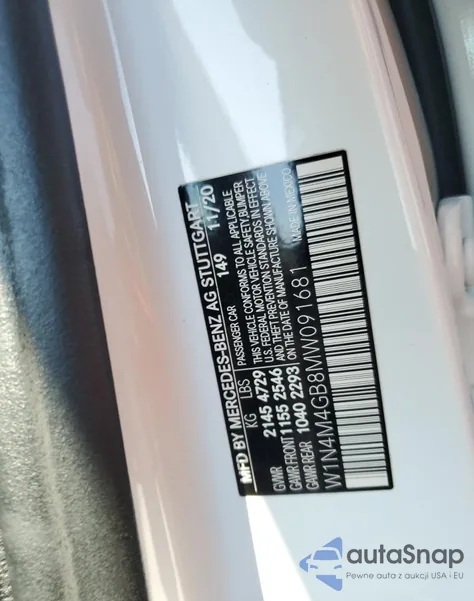 MFD BY MERCEDES-BENZ AG STUTTGART
149 11/20
KG LBS PASSENGER CAR
GVWR 2145 4729 THIS VEHICLE CONFORMS TO ALL APPLICABLE
GAWR FRONT 1155 2546 U.S. FEDERAL MOTOR VEHICLE SAFETY, BUMPER
GAWR REAR 1040 2293 AND THEFT PREVENTION STANDARDS IN EFFECT
ON THE DATE OF MANUFACTURE SHOWN ABOVE
W1N4M4GB8MW091681 MADE IN MEXICO
autoSnap
Pewne auta z aukcji USA i EU